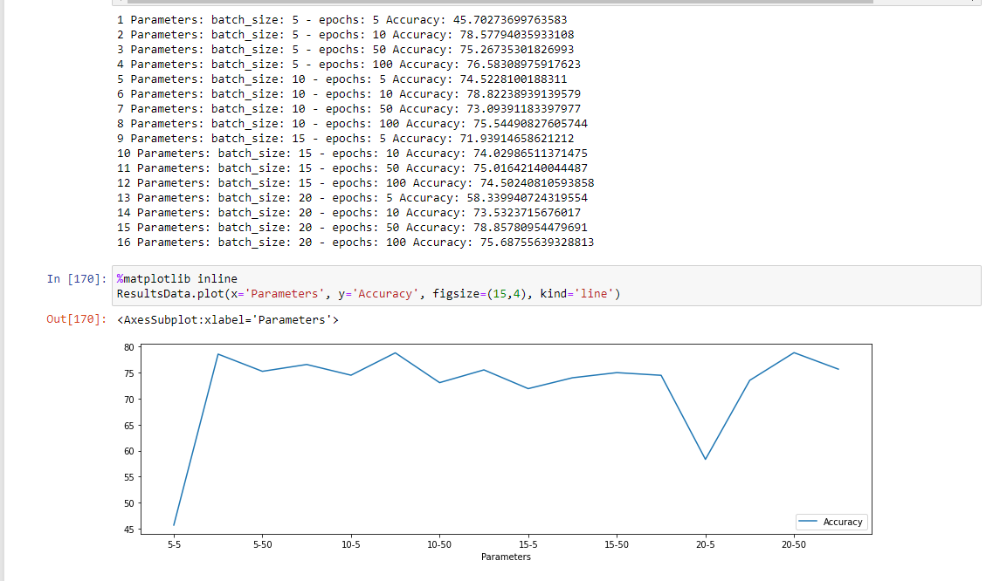 1 Parameters: batch_size: 5 - epochs: 5 Accuracy: 45.70273699763583
2 Parameters: batch_size: 5 - epochs: 10 Accuracy: 78.57794035933108
3 Parameters: batch_size: 5 - epochs: 50 Accuracy: 75.26735301826993
4 Parameters: batch_size: 5 - epochs: 100 Accuracy: 76.58308975917623
5 Parameters: batch_size: 10 - epochs: 5 Accuracy: 74.5228100188311
6 Parameters: batch_size: 10 - epochs: 10 Accuracy: 78.82238939139579
7 Parameters: batch_size: 10 - epochs: 50 Accuracy: 73.09391183397977
8 Parameters: batch_size: 10 - epochs: 100 Accuracy: 75.54490827605744
9 Parameters: batch_size: 15 - epochs: 5 Accuracy: 71.93914658621212
10 Parameters: batch_size: 15 - epochs: 10 Accuracy: 74.02986511371475
11 Parameters: batch_size: 15 - epochs: 50 Accuracy: 75.01642140044487
12 Parameters: batch_size: 15 - epochs: 100 Accuracy: 74.50240810593858
13 Parameters: batch_size: 20 - epochs: 5 Accuracy: 58.339940724319554
14 Parameters: batch_size: 20 - epochs: 10 Accuracy: 73.5323715676017
15 Parameters: batch_size: 20 - epochs: 50 Accuracy: 78.85780954479691
16 Parameters: batch_size: 20 - epochs: 100 Accuracy: 75.68755639328813
In [170]: %matplotlib inline
ResultsData.plot(x='Parameters', y='Accuracy', figsize=(15,4), kind='line')
Out[170]: <AxesSubplot:xlabel='Parameters'>
80
75
70
65
60
55
50
45
Accuracy
5-5 5-50 10-5 10-50 15-5 15-50 20-5 20-50
Parameters